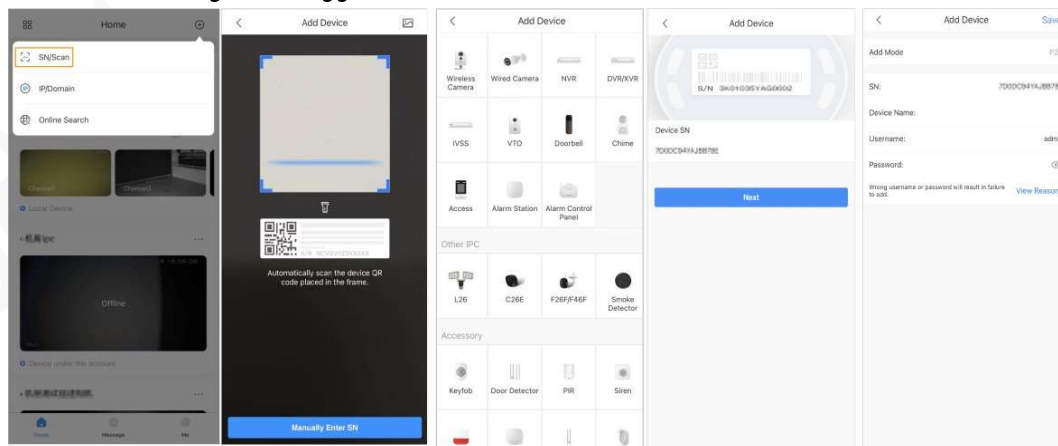 Home
SN/Scan
IP/Domain
Online Search
Channel1
Channel2
Local Device
Offline
Device under this account
Home
Message
Me
Add Device
Automatically scan the device QR
code placed in the frame.
Manually Enter SN
Add Device
Wireless
Camera
Wired Camera
NVR
DVR/XVR
IVSS
VTO
Doorbell
Chime
Access
Alarm Station
Alarm Control
Panel
Other IPC
L26
C26E
F26F/F46F
Smoke
Detector
Accessory
Keyfob
Door Detector
PIR
Siren
Add Device
Device SN
Next
Add Device
Save
Add Mode
SN:
Device Name:
Username:
Password:
Wrong username or password will result in failure
to add.
View Reason